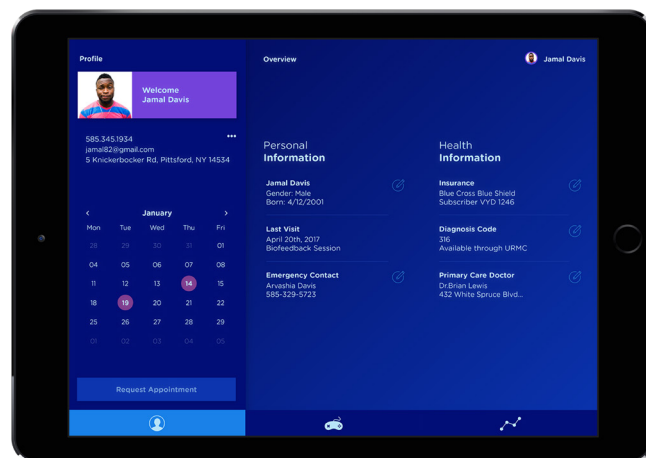 Profile
Welcome
Jamal Davis
585.345.1934
•••
jamal82@gmail.com
5 Knickerbocker Rd, Pittsford, NY 14534
< January >
Mon Tue Wed Thu Fri
28 29 30 31 01
04 05 06 07 08
11 12 13 14 15
18 19 20 21 22
25 26 27 28 29
01 02 03 04 05
Request Appointment
Overview
Jamal Davis
Personal
Information
Jamal Davis
Gender: Male
Born: 4/12/2001
Last Visit
April 20th, 2017
Biofeedback Session
Emergency Contact
Arvashia Davis
585-329-5723
Health
Information
Insurance
Blue Cross Blue Shield
Subscriber VYD 1246
Diagnosis Code
316
Available through URMC
Primary Care Doctor
Dr.Brian Lewis
432 White Spruce Blvd...